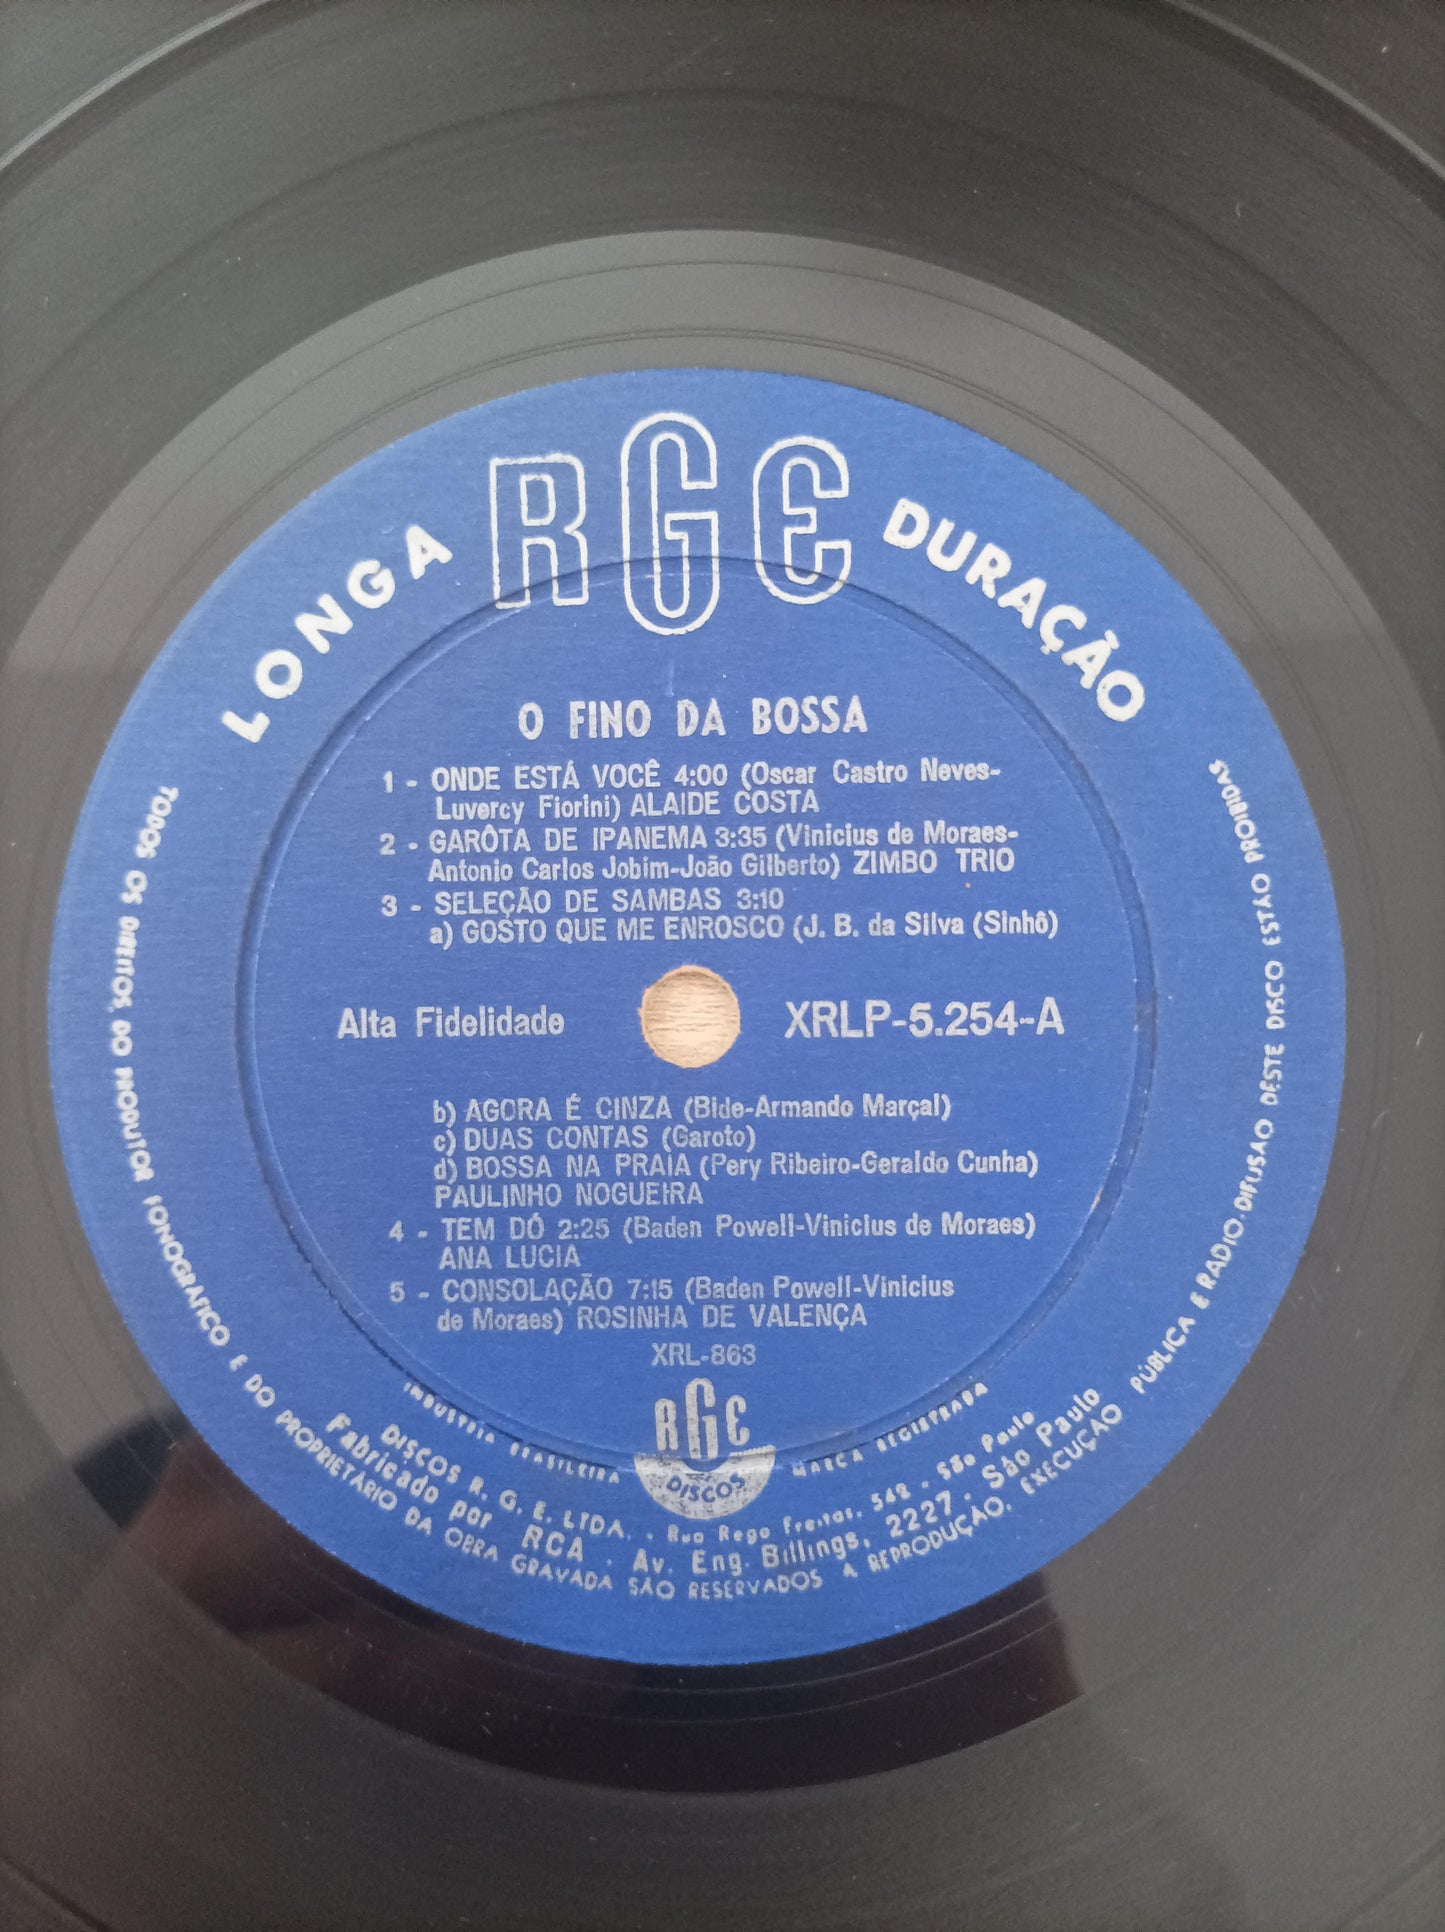 RGE
LONGA DURAÇÃO
O FINO DA BOSSA
1 - ONDE ESTÁ VOCÊ 4:00 (Oscar Castro Neves-
Luvercy Fiorini) ALAIDE COSTA
2 - GARÔTA DE IPANEMA 3:35 (Vinicius de Moraes-
Antonio Carlos Jobim-João Gilberto) ZIMBO TRIO
3 - SELEÇÃO DE SAMBAS 3:10
a) GOSTO QUE ME ENROSCO (J. B. da Silva (Sinhô)
Alta Fidelidade
XRLP-5.254-A
b) AGORA É CINZA (Bide-Armando Marçal)
c) DUAS CONTAS (Garoto)
d) BOSSA NA PRAIA (Pery Ribeiro-Geraldo Cunha)
PAULINHO NOGUEIRA
4 - TEM DÓ 2:25 (Baden Powell-Vinicius de Moraes)
ANA LUCIA
5 - CONSOLAÇÃO 7:15 (Baden Powell-Vinicius
de Moraes) ROSINHA DE VALENÇA
XRL-863
RGE
DISCOS
INDUSTRIA BRASILEIRA
MARCA REGISTRADA
DISCOS R. G. E. LTDA. - Rua Rego Freitas, 542 - São Paulo
Fabricado por RCA . Av. Eng. Billings, 2227 - São Paulo
TODOS OS DIREITOS, DO PRODUTOR FONOGRÁFICO E DO PROPRIETÁRIO DA OBRA GRAVADA SÃO RESERVADOS A REPRODUÇÃO, EXECUÇÃO PÚBLICA E RADIO-DIFUSÃO DÊSTE DISCO ESTÃO PROIBIDAS